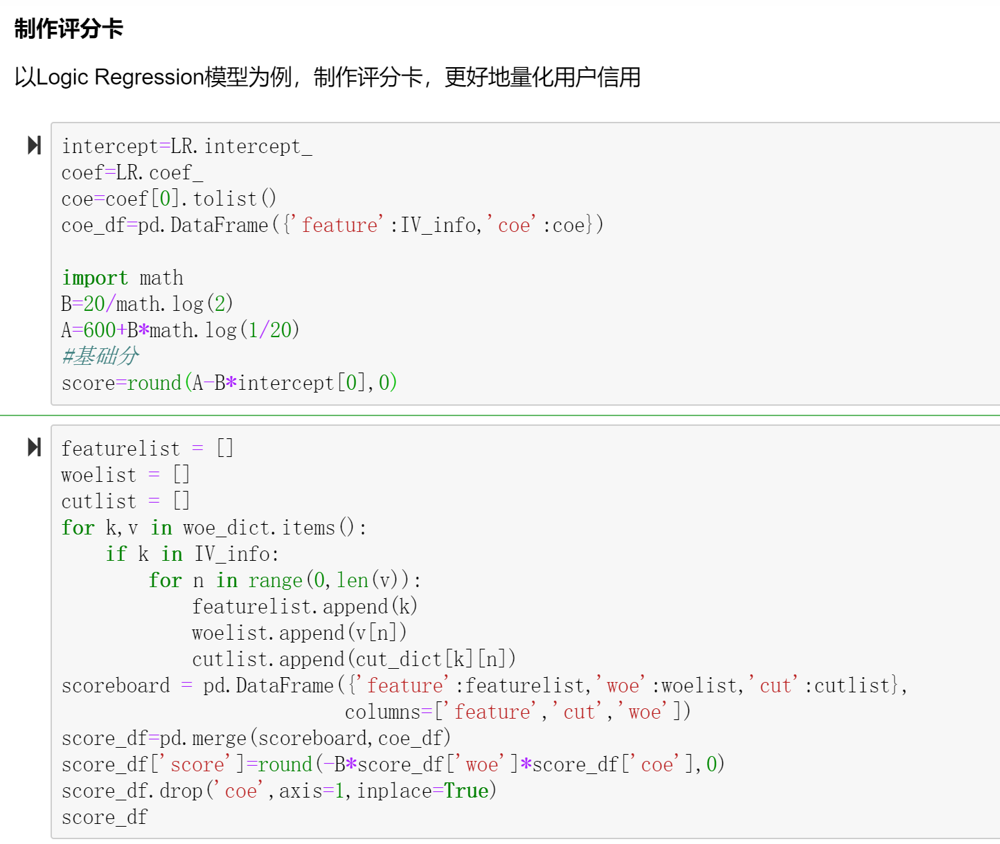 制作评分卡
以Logic Regression模型为例，制作评分卡，更好地量化用户信用
intercept=LR.intercept_
coef=LR.coef_
coe=coef[0].tolist()
coe_df=pd.DataFrame({'feature':IV_info,'coe':coe})
import math
B=20/math.log(2)
A=600+B*math.log(1/20)
#基础分
score=round(A-B*intercept[0],0)
featurelist = []
woelist = []
cutlist = []
for k,v in woe_dict.items():
    if k in IV_info:
        for n in range(0,len(v)):
            featurelist.append(k)
            woelist.append(v[n])
            cutlist.append(cut_dict[k][n])
scoreboard = pd.DataFrame({'feature':featurelist,'woe':woelist,'cut':cutlist},
                          columns=['feature','cut','woe'])
score_df=pd.merge(scoreboard,coe_df)
score_df['score']=round(-B*score_df['woe']*score_df['coe'],0)
score_df.drop('coe',axis=1,inplace=True)
score_df